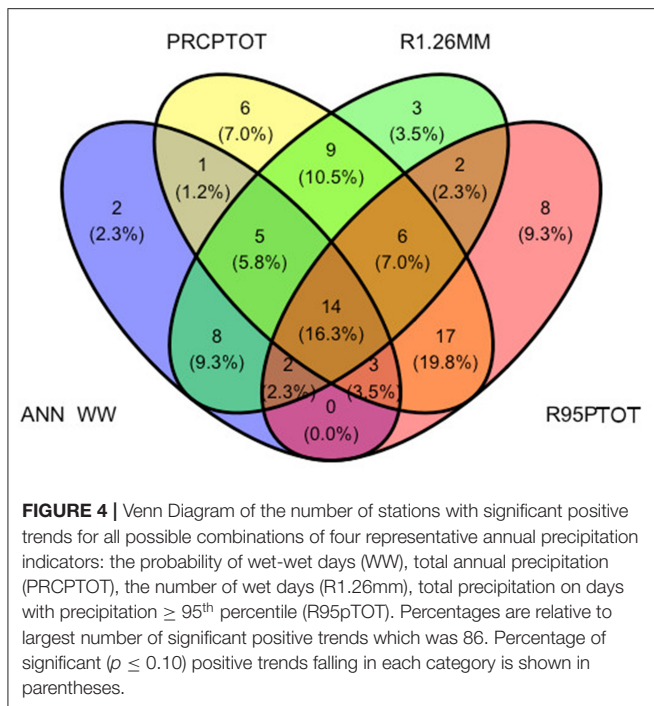 PRCPTOT R1.26MM
6
(7.0%)
3
(3.5%)
9
(10.5%)
1
(1.2%)
2
(2.3%)
2
(2.3%)
8
(9.3%)
5
(5.8%)
6
(7.0%)
14
(16.3%)
8
(9.3%)
17
(19.8%)
2
(2.3%)
3
(3.5%)
0
(0.0%)
ANN WW
R95PTOT
FIGURE 4 | Venn Diagram of the number of stations with significant positive
trends for all possible combinations of four representative annual precipitation
indicators: the probability of wet-wet days (WW), total annual precipitation
(PRCPTOT), the number of wet days (R1.26mm), total precipitation on days
with precipitation ≥ 95th percentile (R95pTOT). Percentages are relative to
largest number of significant positive trends which was 86. Percentage of
significant (p ≤ 0.10) positive trends falling in each category is shown in
parentheses.